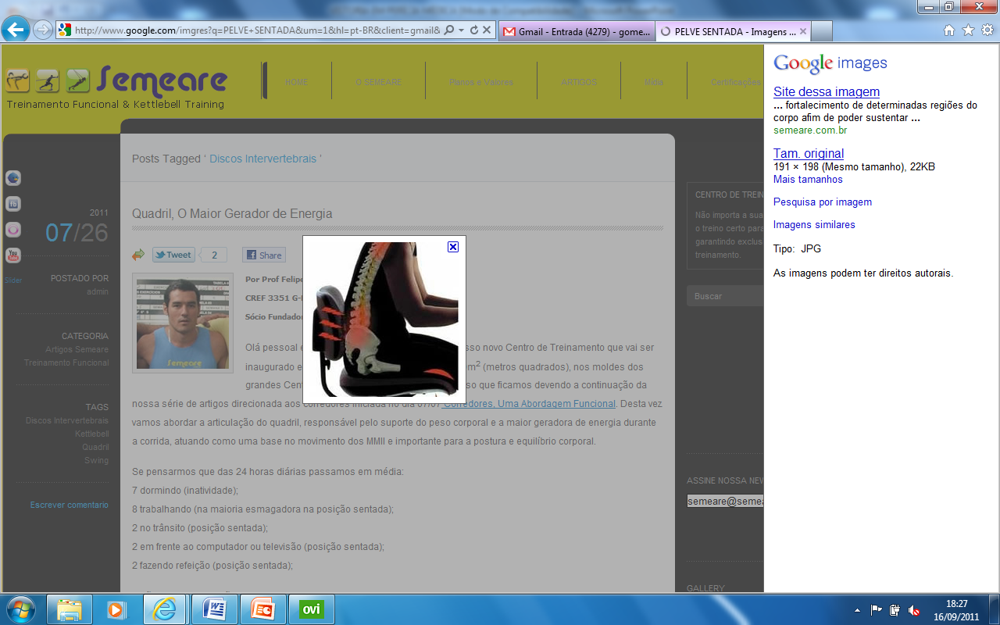 http://www.google.com/imgres?q=PELVE+SENTADA&um=1&hl=pt-BR&client=gmail&
Gmail - Entrada (4279) - gome...
PELVE SENTADA - Imagens ...
Semeare
Treinamento Funcional & Kettlebell Training
HOME
O SEMEARE
Planos e Valores
ARTIGOS
Mídia
Certificações
Posts Tagged ‘ Discos Intervertebrais ’
2011
07/26
Slider
POSTADO POR
admin
CATEGORIA
Artigos Semeare
Treinamento Funcional
TAGS
Discos Intervertebrais
Kettlebell
Quadril
Swing
Escrever comentario
Quadril, O Maior Gerador de Energia
Tweet
2
Share
Por Prof Felipe
CREF 3351 G-
Sócio Fundador
Semeare
Olá pessoal
sso novo Centro de Treinamento que vai ser
inaugurado e
m2 (metros quadrados), nos moldes dos
grandes Cent
so que ficamos devendo a continuação da
nossa série de artigos direcionada aos corredores iniciada no dia 07/07 Corredores, Uma Abordagem Funcional. Desta vez
vamos abordar a articulação do quadril, responsável pelo suporte do peso corporal e a maior geradora de energia durante
a corrida, atuando como uma base no movimento dos MMII e importante para a postura e equilíbrio corporal.
Se pensarmos que das 24 horas diárias passamos em média:
7 dormindo (inatividade);
8 trabalhando (na maioria esmagadora na posição sentada);
2 no trânsito (posição sentada);
2 em frente ao computador ou televisão (posição sentada);
2 fazendo refeição (posição sentada);
CENTRO DE TREIN
Não importa a sua
o treino certo para
garantindo exclus
treinamento.
Buscar
ASSINE NOSSA NEW
semeare@semea
GALLERY
Google images
Site dessa imagem
... fortalecimento de determinadas regiões do
corpo afim de poder sustentar ...
semeare.com.br
Tam. original
191 × 198 (Mesmo tamanho), 22KB
Mais tamanhos
Pesquisa por imagem
Imagens similares
Tipo: JPG
As imagens podem ter direitos autorais.
ovi
18:27
16/09/2011